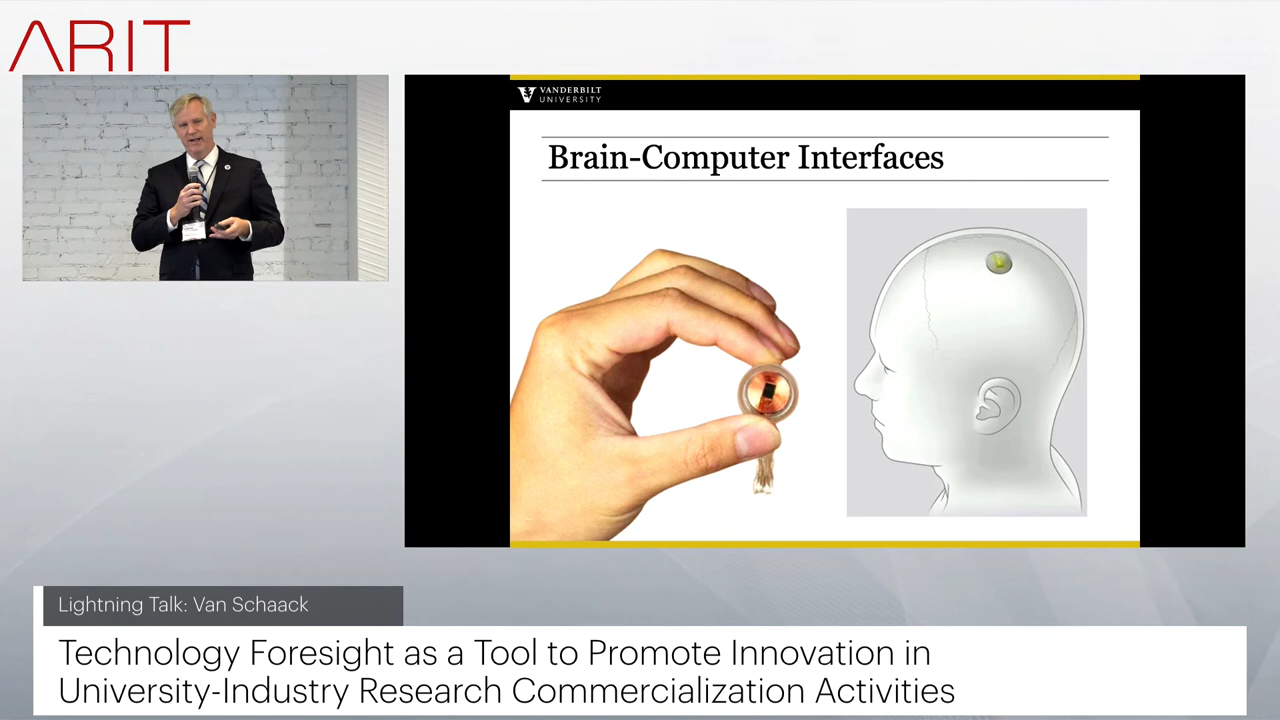 ARIT
VANDERBILT
UNIVERSITY
Brain-Computer Interfaces
Lightning Talk: Van Schaack
Technology Foresight as a Tool to Promote Innovation in
University-Industry Research Commercialization Activities